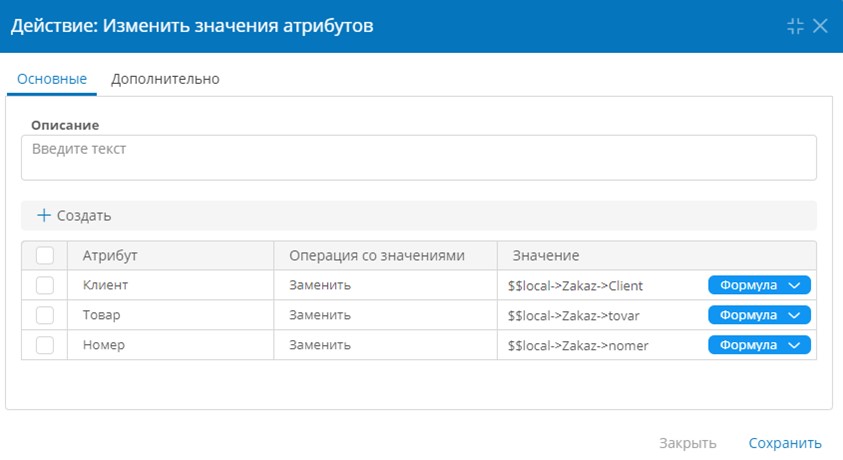 Действие: Изменить значения атрибутов
Основные Дополнительно
Описание
Введите текст
+ Создать
Атрибут Операция со значениями Значение
Клиент Заменить $$local->Zakaz->Client Формула
Товар Заменить $$local->Zakaz->tovar Формула
Номер Заменить $$local->Zakaz->nomer Формула
Закрыть Сохранить